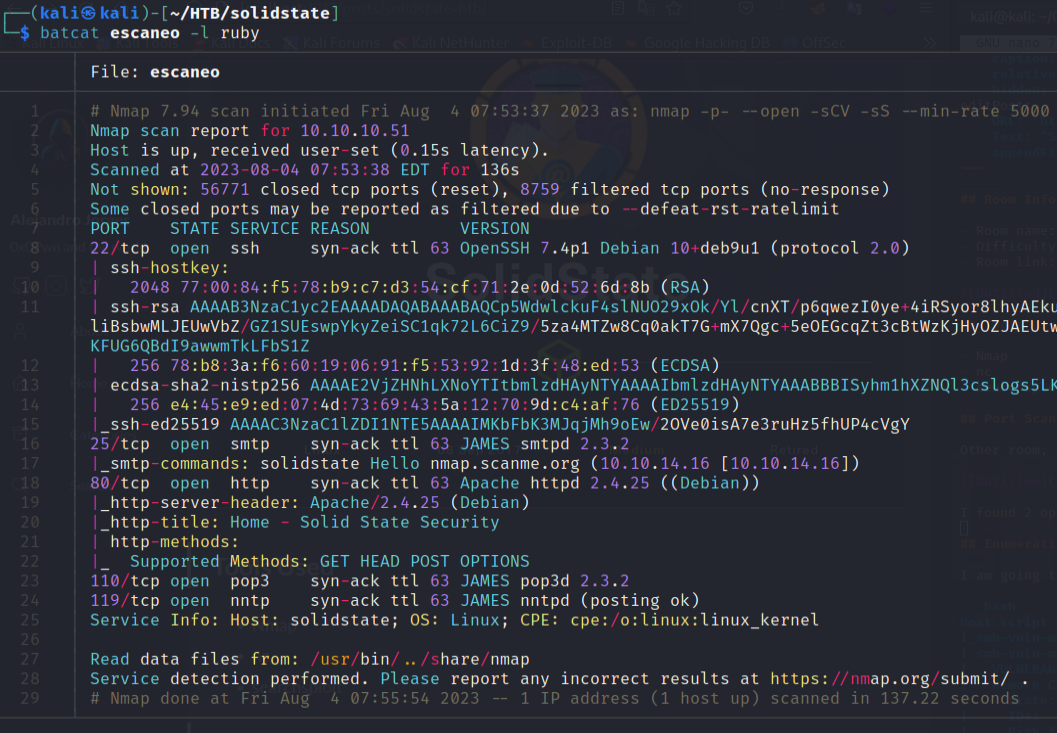 (kali㉿kali)-[~/HTB/solidstate]
$ batcat escaneo -l ruby
File: escaneo
1 # Nmap 7.94 scan initiated Fri Aug  4 07:53:37 2023 as: nmap -p- --open -sCV -sS --min-rate 5000
2 Nmap scan report for 10.10.10.51
3 Host is up, received user-set (0.15s latency).
4 Scanned at 2023-08-04 07:53:38 EDT for 136s
5 Not shown: 56771 closed tcp ports (reset), 8759 filtered tcp ports (no-response)
6 Some closed ports may be reported as filtered due to --defeat-rst-ratelimit
7 PORT    STATE SERVICE REASON         VERSION
8 22/tcp  open  ssh     syn-ack ttl 63 OpenSSH 7.4p1 Debian 10+deb9u1 (protocol 2.0)
9 | ssh-hostkey:
10 |   2048 77:00:84:f5:78:b9:c7:d3:54:cf:71:2e:0d:52:6d:8b (RSA)
11 | ssh-rsa AAAAB3NzaC1yc2EAAAADAQABAAABAQCp5WdwlckuF4slNUO29xOk/Yl/cnXT/p6qwezI0ye+4iRSyor8lhyAEku
liBsbwMLJEUwVbZ/GZ1SUEswpYkyZeiSC1qk72L6CiZ9/5za4MTZw8Cq0akT7G+mX7Qgc+5eOEGcqZt3cBtWzKjHyOZJAEUtw
KFUG6QBdI9awwmTkLFbS1Z
12 |   256 78:b8:3a:f6:60:19:06:91:f5:53:92:1d:3f:48:ed:53 (ECDSA)
13 | ecdsa-sha2-nistp256 AAAAE2VjZHNhLXNoYTItbmlzdHAyNTYAAAAIbmlzdHAyNTYAAABBBISyhm1hXZNQl3cslogs5LK
14 |   256 e4:45:e9:ed:07:4d:73:69:43:5a:12:70:9d:c4:af:76 (ED25519)
15 |_ssh-ed25519 AAAAC3NzaC1lZDI1NTE5AAAAIMKbFbK3MJqjMh9oEw/2OVe0isA7e3ruHz5fhUP4cVgY
16 25/tcp  open  smtp    syn-ack ttl 63 JAMES smtpd 2.3.2
17 |_smtp-commands: solidstate Hello nmap.scanme.org (10.10.14.16 [10.10.14.16])
18 80/tcp  open  http    syn-ack ttl 63 Apache httpd 2.4.25 ((Debian))
19 |_http-server-header: Apache/2.4.25 (Debian)
20 |_http-title: Home - Solid State Security
21 | http-methods:
22 |_  Supported Methods: GET HEAD POST OPTIONS
23 110/tcp open  pop3    syn-ack ttl 63 JAMES pop3d 2.3.2
24 119/tcp open  nntp    syn-ack ttl 63 JAMES nntpd (posting ok)
25 Service Info: Host: solidstate; OS: Linux; CPE: cpe:/o:linux:linux_kernel
26
27 Read data files from: /usr/bin/../share/nmap
28 Service detection performed. Please report any incorrect results at https://nmap.org/submit/ .
29 # Nmap done at Fri Aug  4 07:55:54 2023 -- 1 IP address (1 host up) scanned in 137.22 seconds